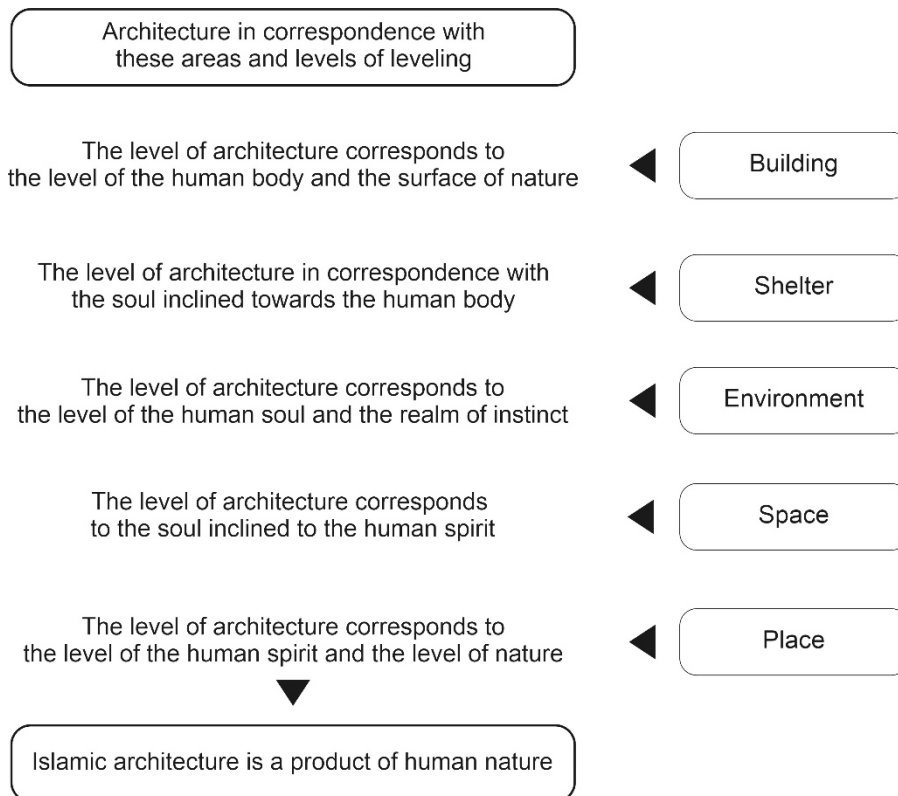 Architecture in correspondence with
these areas and levels of leveling
The level of architecture corresponds to
the level of the human body and the surface of nature
Building
The level of architecture in correspondence with
the soul inclined towards the human body
Shelter
The level of architecture corresponds to
the level of the human soul and the realm of instinct
Environment
The level of architecture corresponds
to the soul inclined to the human spirit
Space
The level of architecture corresponds to
the level of the human spirit and the level of nature
Place
Islamic architecture is a product of human nature